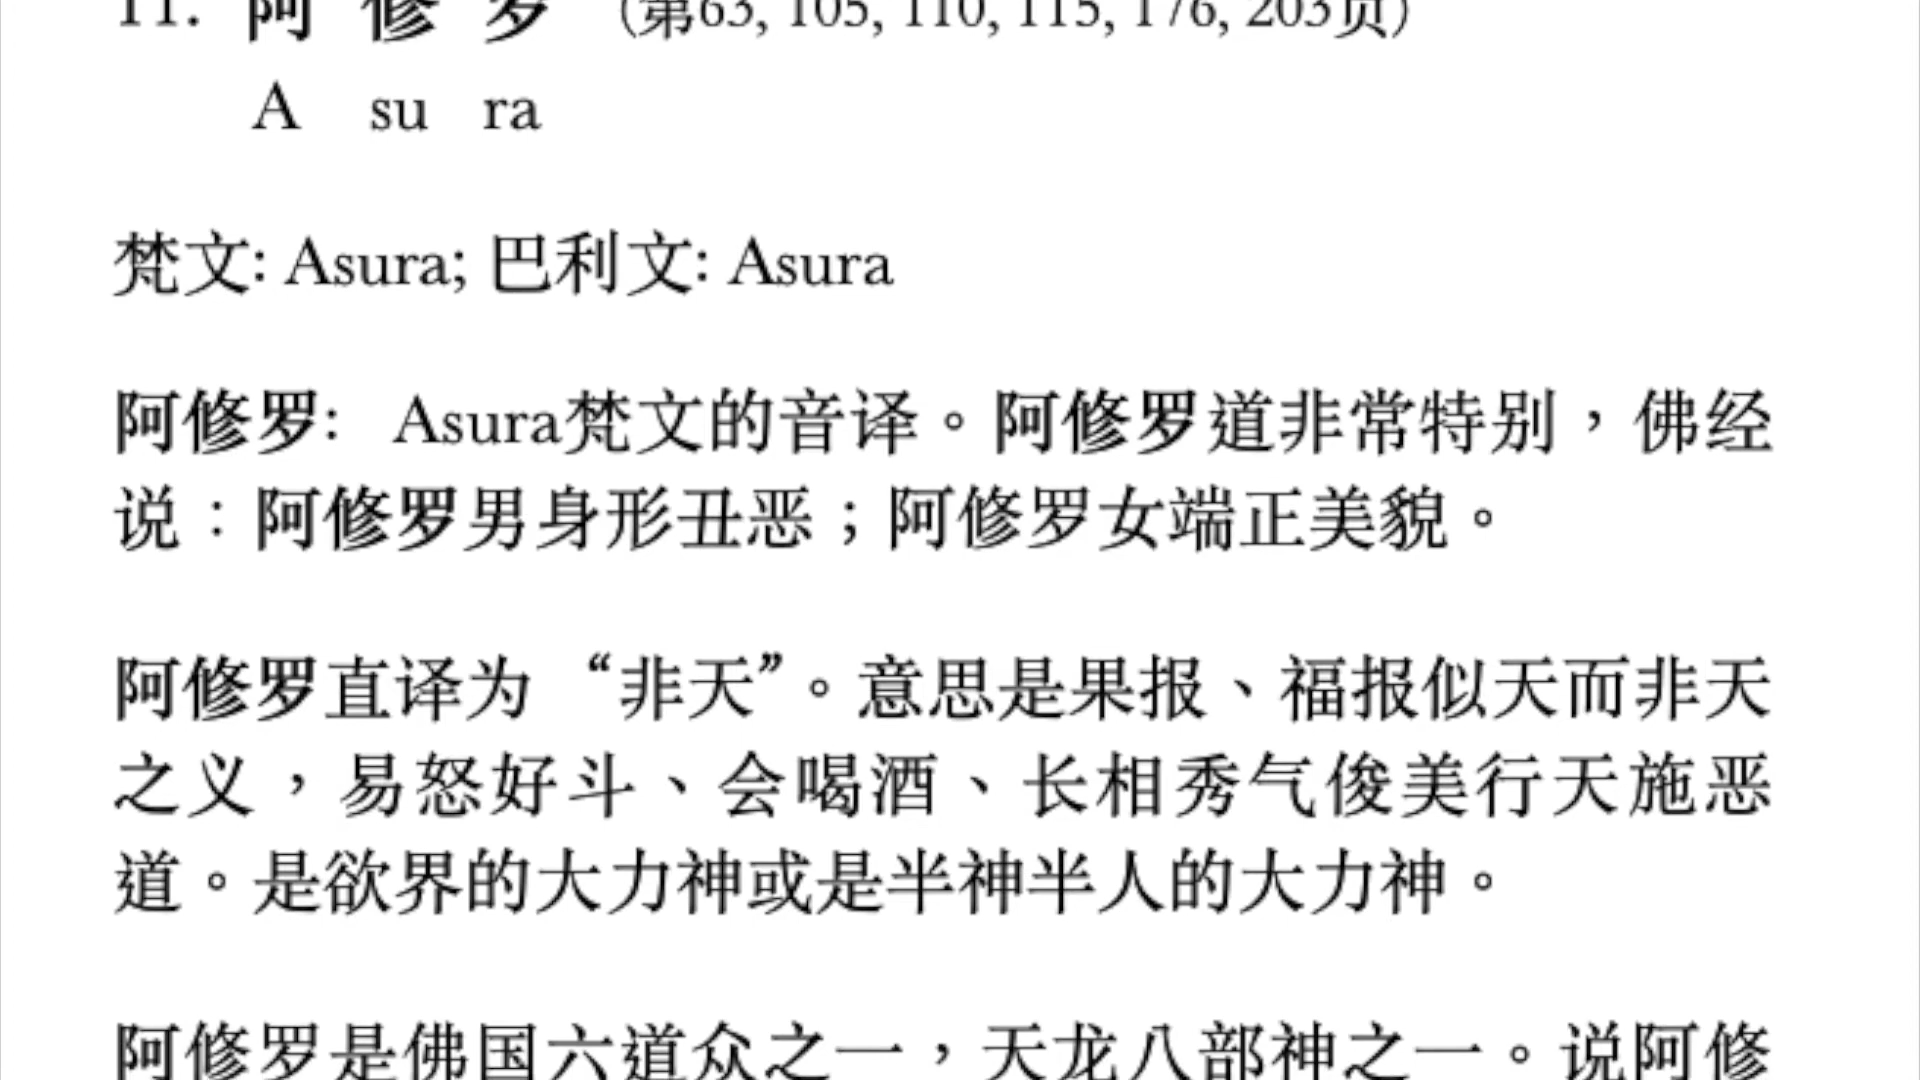 11. 阿 修 罗 (第63, 105, 110, 115, 176, 203页)
A su ra
梵文: Asura; 巴利文: Asura
阿修罗: Asura梵文的音译。阿修罗道非常特别，佛经
说：阿修罗男身形丑恶；阿修罗女端正美貌。
阿修罗直译为 “非天”。意思是果报、福报似天而非天
之义，易怒好斗、会喝酒、长相秀气俊美行天施恶
道。是欲界的大力神或是半神半人的大力神。
阿修罗是佛国六道众之一，天龙八部神之一。说阿修